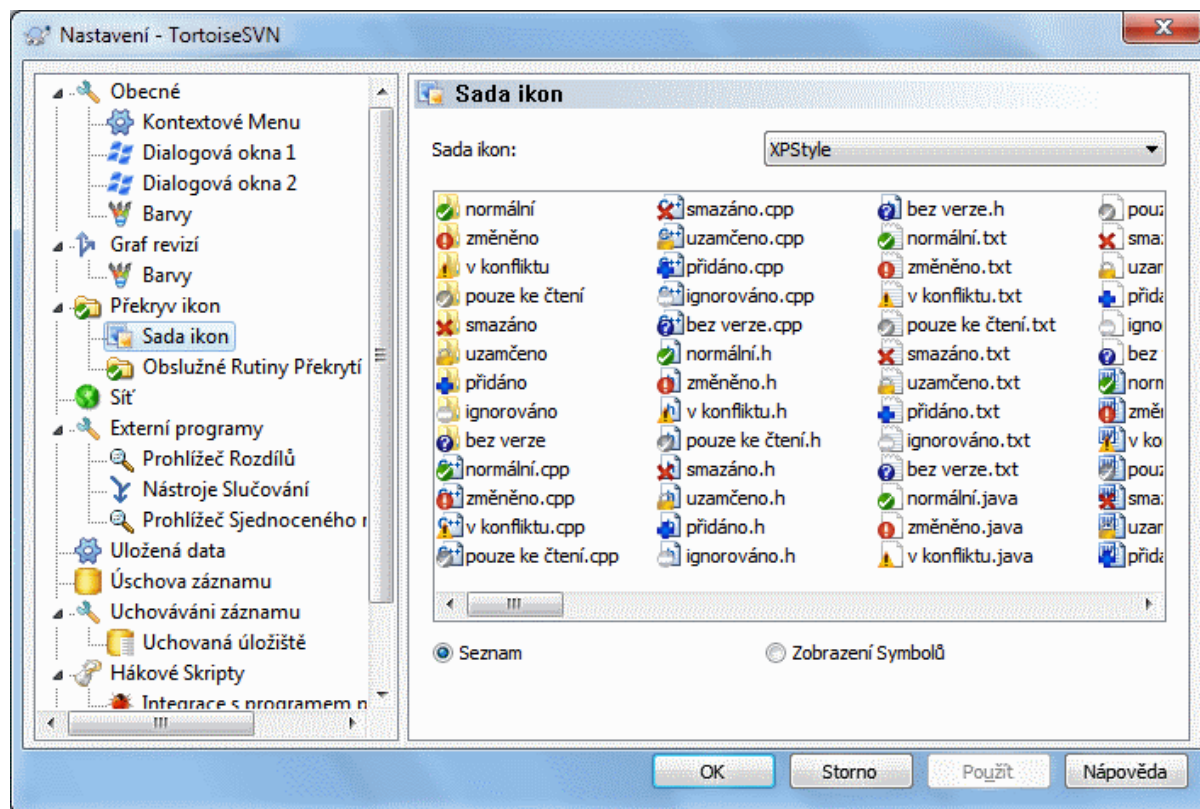 Nastavení - TortoiseSVN
Obecné
Kontextové Menu
Dialogová okna 1
Dialogová okna 2
Barvy
Graf revizí
Barvy
Překryv ikon
Sada ikon
Obslužné Rutiny Překrytí
Síť
Externí programy
Prohlížeč Rozdílů
Nástroje Slučování
Prohlížeč Sjednoceného
Uložená data
Úschova záznamu
Uchováváni záznamu
Uchovaná úložiště
Hákové Skripty
Integrace s programem
Sada ikon
Sada ikon:
XPStyle
normální
změněno
v konfliktu
pouze ke čtení
smazáno
uzamčeno
přidáno
ignorováno
bez verze
normální.cpp
změněno.cpp
v konfliktu.cpp
pouze ke čtení.cpp
smazáno.cpp
uzamčeno.cpp
přidáno.cpp
ignorováno.cpp
bez verze.cpp
normální.h
změněno.h
v konfliktu.h
pouze ke čtení.h
smazáno.h
uzamčeno.h
přidáno.h
ignorováno.h
bez verze.h
normální.txt
změněno.txt
v konfliktu.txt
pouze ke čtení.txt
smazáno.txt
uzamčeno.txt
přidáno.txt
ignorováno.txt
bez verze.txt
normální.java
změněno.java
v konfliktu.java
bez
v
Seznam
Zobrazení Symbolů
OK
Storno
Použít
Nápověda